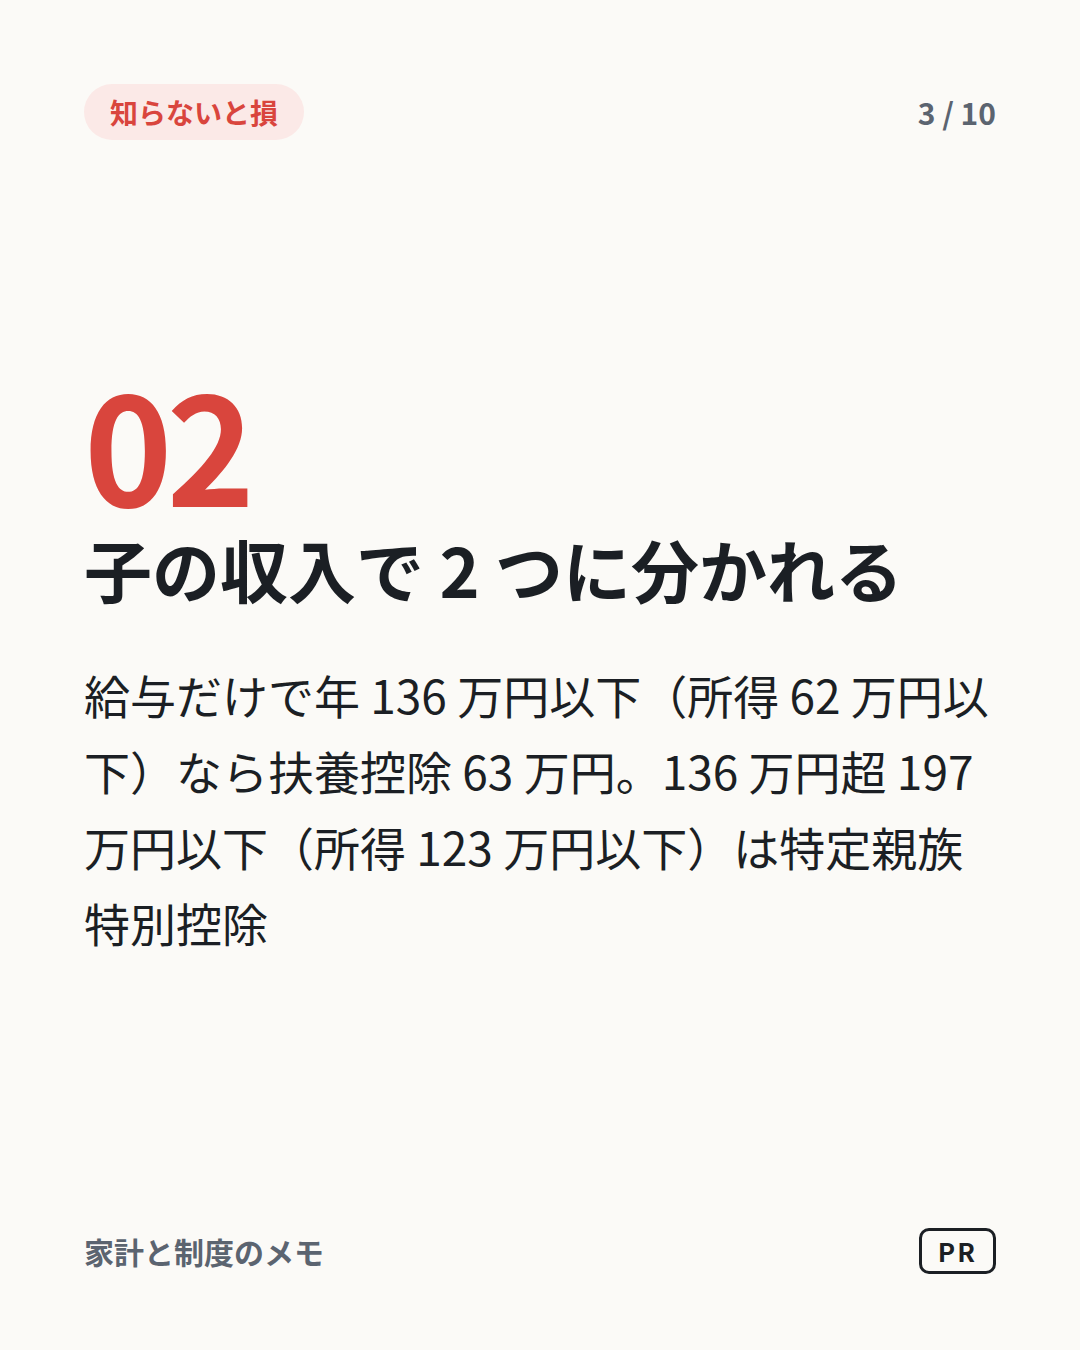 知らないと損
3 / 10
02
子の収入で 2 つに分かれる
給与だけで年 136 万円以下（所得 62 万円以
下）なら扶養控除 63 万円。136 万円超 197
万円以下（所得 123 万円以下）は特定親族
特別控除
家計と制度のメモ
PR